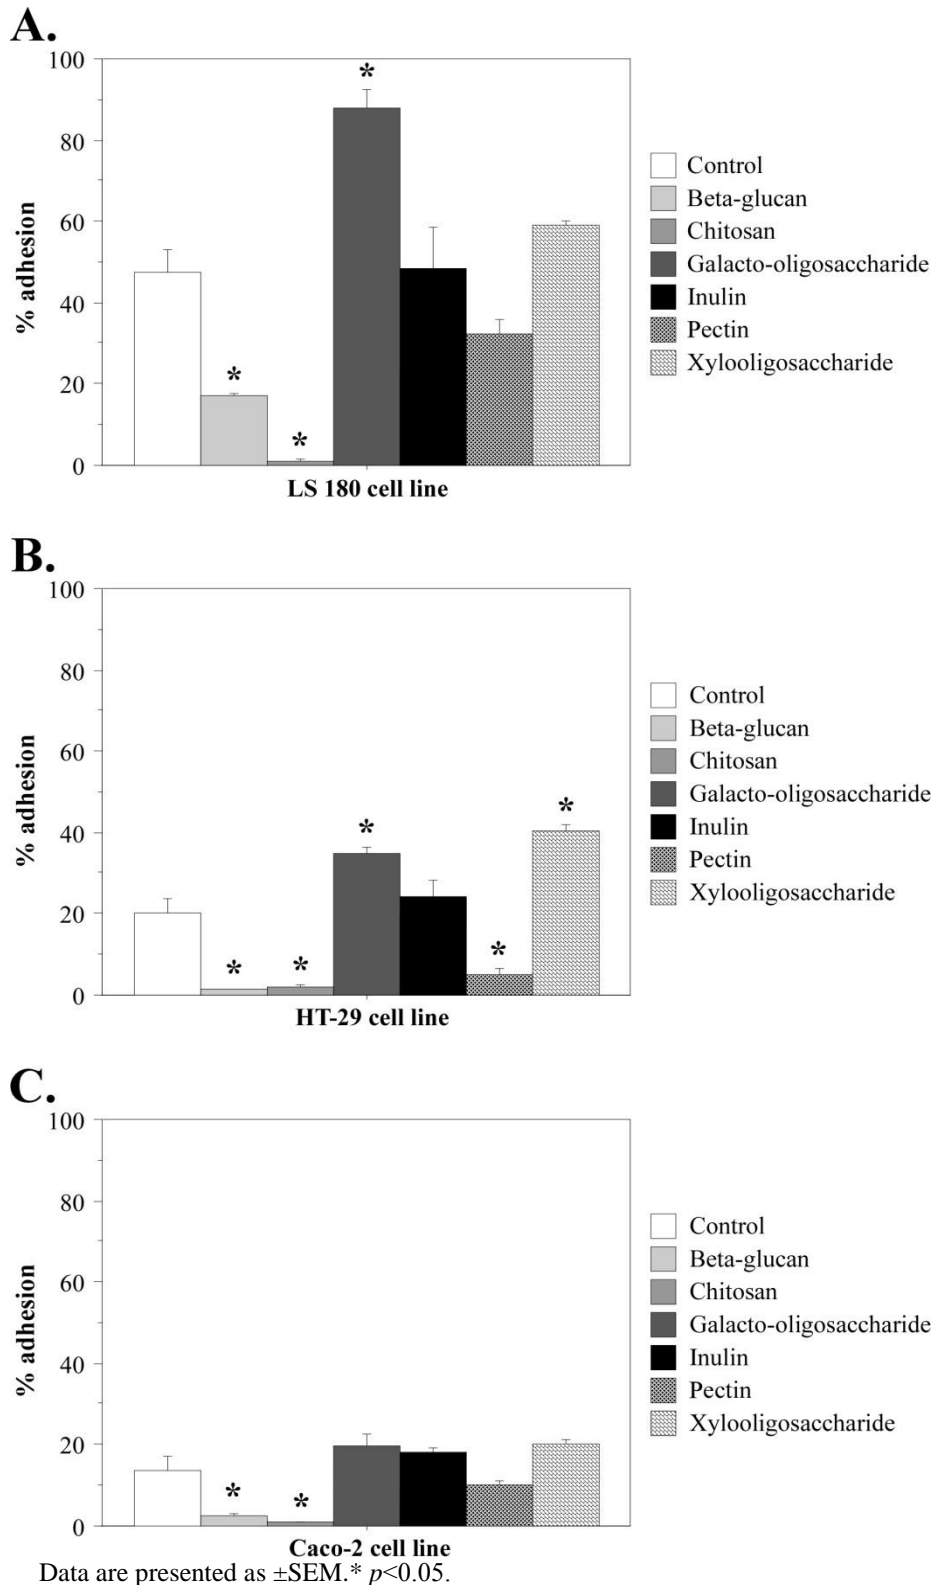 A.
100
80
60
40
20
0
% adhesion
*
*
*
LS 180 cell line
Control
Beta-glucan
Chitosan
Galacto-oligosaccharide
Inulin
Pectin
Xylooligosaccharide
B.
100
80
60
40
20
0
% adhesion
*
*
*
*
*
HT-29 cell line
Control
Beta-glucan
Chitosan
Galacto-oligosaccharide
Inulin
Pectin
Xylooligosaccharide
C.
100
80
60
40
20
0
% adhesion
*
*
Caco-2 cell line
Control
Beta-glucan
Chitosan
Galacto-oligosaccharide
Inulin
Pectin
Xylooligosaccharide
Data are presented as ±SEM.* p<0.05.